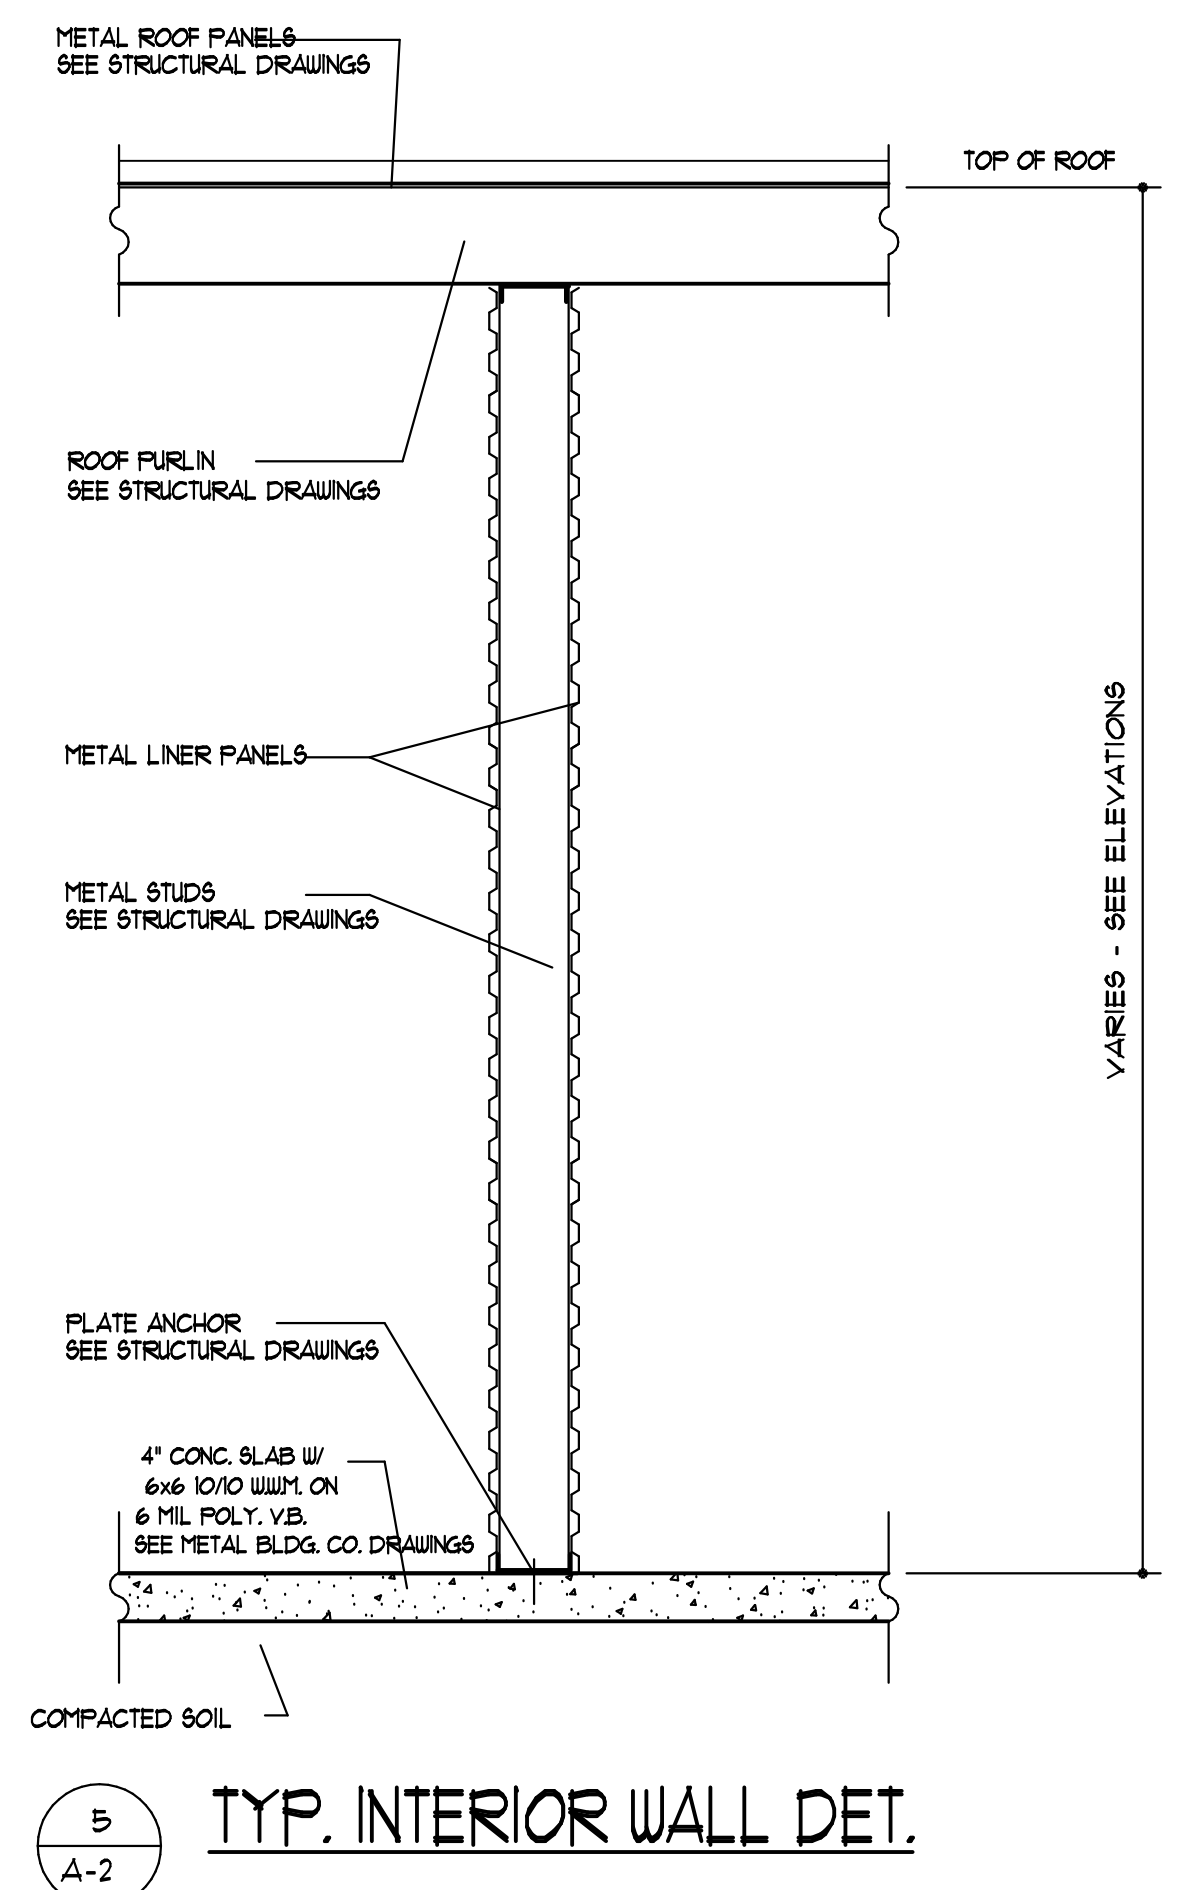 METAL ROOF PANELS
SEE STRUCTURAL DRAWINGS
TOP OF ROOF
ROOF PURLIN
SEE STRUCTURAL DRAWINGS
METAL LINER PANELS
VARIES - SEE ELEVATIONS
METAL STUDS
SEE STRUCTURAL DRAWINGS
PLATE ANCHOR
SEE STRUCTURAL DRAWINGS
4" CONC. SLAB W/
6x6 10/10 W.W.M. ON
6 MIL POLY. V.B.
SEE METAL BLDG. CO. DRAWINGS
COMPACTED SOIL
5
A-2
TYP. INTERIOR WALL DET.